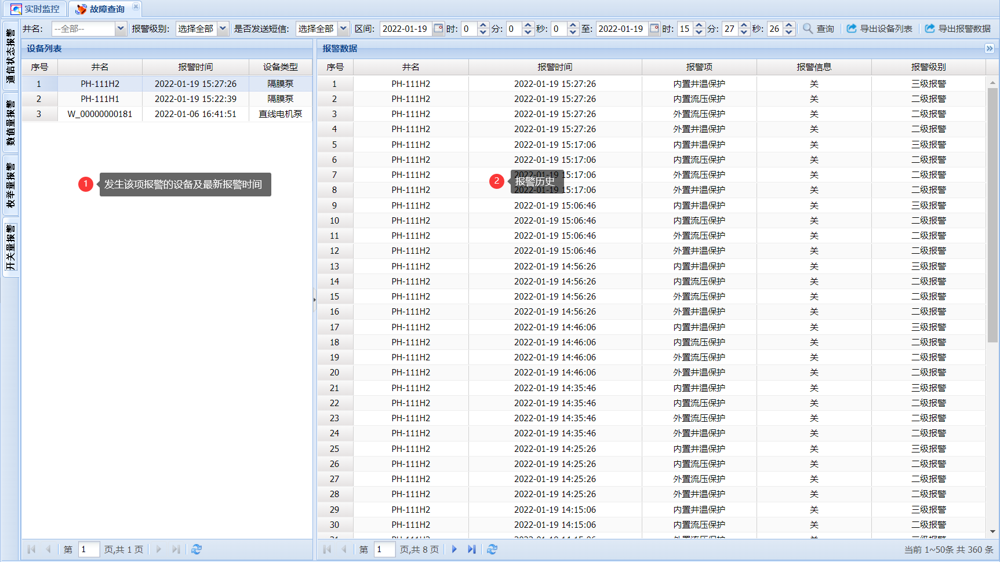 实时监控 故障查询
井名: --全部-- 报警级别: 选择全部 是否发送短信: 选择全部 区间: 2022-01-19 时: 0 分: 0 秒: 0 至: 2022-01-19 时: 15 分: 27 秒: 26 查询 导出设备列表 导出报警数据
通信状态报警
数值量报警
枚举量报警
开关量报警
设备列表
序号 井名 报警时间 设备类型
1 PH-111H2 2022-01-19 15:27:26 隔膜泵
2 PH-111H1 2022-01-19 15:22:39 隔膜泵
3 W_00000000181 2022-01-06 16:41:51 直线电机泵
1 发生该项报警的设备及最新报警时间
第 1 页,共 1 页
报警数据
序号 井名 报警时间 报警项 报警信息 报警级别
1 PH-111H2 2022-01-19 15:27:26 内置井温保护 关 三级报警
2 PH-111H2 2022-01-19 15:27:26 内置流压保护 关 二级报警
3 PH-111H2 2022-01-19 15:27:26 外置流压保护 关 二级报警
4 PH-111H2 2022-01-19 15:27:26 外置井温保护 关 二级报警
5 PH-111H2 2022-01-19 15:17:06 内置井温保护 关 三级报警
6 PH-111H2 2022-01-19 15:17:06 内置流压保护 关 二级报警
7 PH-111H2 2022-01-19 15:17:06 外置流压保护 关 二级报警
2 报警历史
8 PH-111H2 2022-01-19 15:17:06 外置井温保护 关 二级报警
9 PH-111H2 2022-01-19 15:06:46 内置井温保护 关 三级报警
10 PH-111H2 2022-01-19 15:06:46 内置流压保护 关 二级报警
11 PH-111H2 2022-01-19 15:06:46 外置流压保护 关 二级报警
12 PH-111H2 2022-01-19 15:06:46 外置井温保护 关 二级报警
13 PH-111H2 2022-01-19 14:56:26 内置井温保护 关 三级报警
14 PH-111H2 2022-01-19 14:56:26 内置流压保护 关 二级报警
15 PH-111H2 2022-01-19 14:56:26 外置流压保护 关 二级报警
16 PH-111H2 2022-01-19 14:56:26 外置井温保护 关 二级报警
17 PH-111H2 2022-01-19 14:46:06 内置井温保护 关 三级报警
18 PH-111H2 2022-01-19 14:46:06 内置流压保护 关 二级报警
19 PH-111H2 2022-01-19 14:46:06 外置流压保护 关 二级报警
20 PH-111H2 2022-01-19 14:46:06 外置井温保护 关 二级报警
21 PH-111H2 2022-01-19 14:35:46 内置井温保护 关 三级报警
22 PH-111H2 2022-01-19 14:35:46 内置流压保护 关 二级报警
23 PH-111H2 2022-01-19 14:35:46 外置流压保护 关 二级报警
24 PH-111H2 2022-01-19 14:35:46 外置井温保护 关 二级报警
25 PH-111H2 2022-01-19 14:25:26 内置井温保护 关 三级报警
26 PH-111H2 2022-01-19 14:25:26 内置流压保护 关 二级报警
27 PH-111H2 2022-01-19 14:25:26 外置流压保护 关 二级报警
28 PH-111H2 2022-01-19 14:25:26 外置井温保护 关 二级报警
29 PH-111H2 2022-01-19 14:15:06 内置井温保护 关 三级报警
30 PH-111H2 2022-01-19 14:15:06 内置流压保护 关 二级报警
第 1 页,共 8 页 当前 1~50条 共 360 条